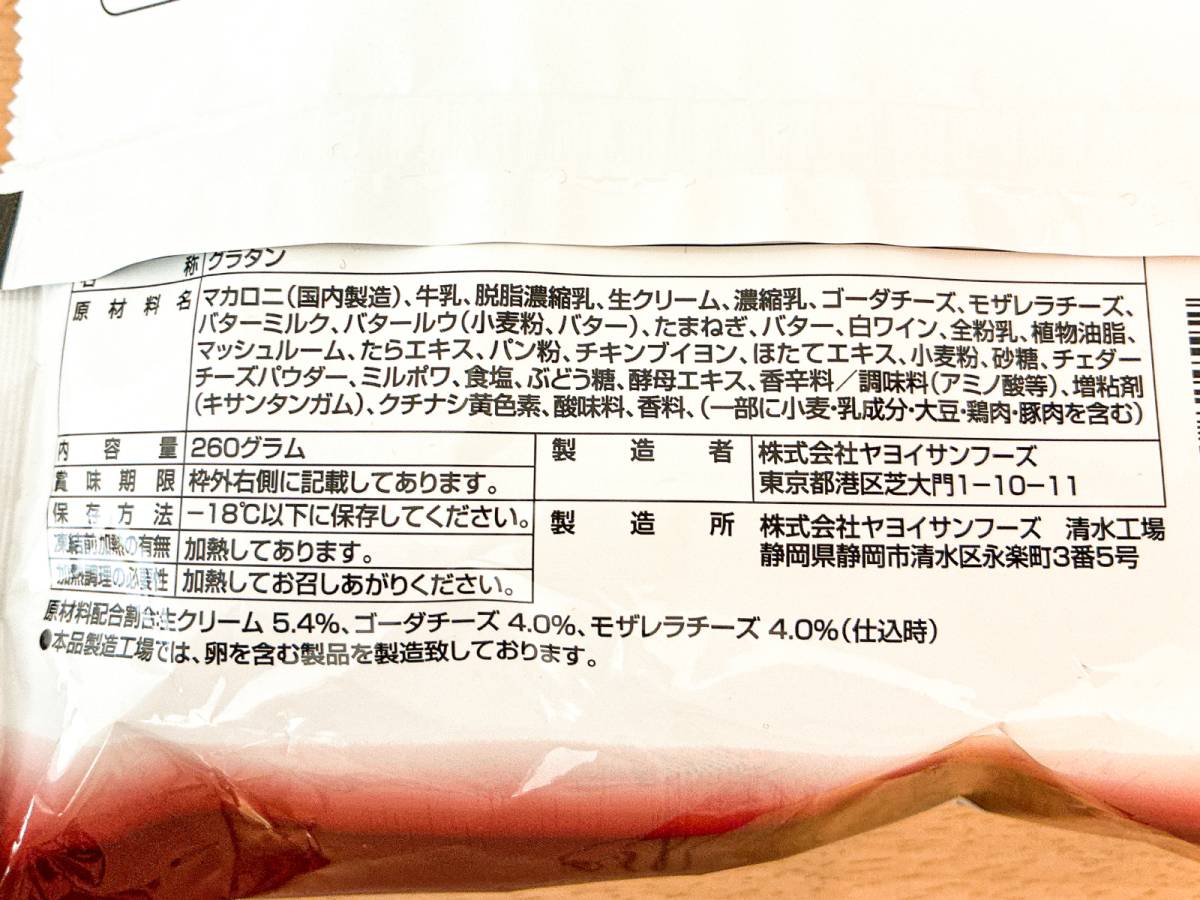 名 称 グラタン
原材料名 マカロニ(国内製造)、牛乳、脱脂濃縮乳、生クリーム、濃縮乳、ゴーダチーズ、モザレラチーズ、
バターミルク、バタールウ(小麦粉、バター)、たまねぎ、バター、白ワイン、全粉乳、植物油脂、
マッシュルーム、たらエキス、パン粉、チキンブイヨン、ほたてエキス、小麦粉、砂糖、チェダー
チーズパウダー、ミルポワ、食塩、ぶどう糖、酵母エキス、香辛料/調味料(アミノ酸等)、増粘剤
(キサンタンガム)、クチナシ黄色素、酸味料、香料、(一部に小麦・乳成分・大豆・鶏肉・豚肉を含む)
内容量 260グラム
賞味期限 枠外右側に記載してあります。
保存方法 -18℃以下に保存してください。
凍結前加熱の有無 加熱してあります。
加熱調理の必要性 加熱してお召しあがりください。
製造者 株式会社ヤヨイサンフーズ
東京都港区芝大門1-10-11
製造所 株式会社ヤヨイサンフーズ 清水工場
静岡県静岡市清水区永楽町3番5号
原材料配合割合:生クリーム 5.4%、ゴーダチーズ 4.0%、モザレラチーズ 4.0%(仕込時)
●本品製造工場では、卵を含む製品を製造致しております。